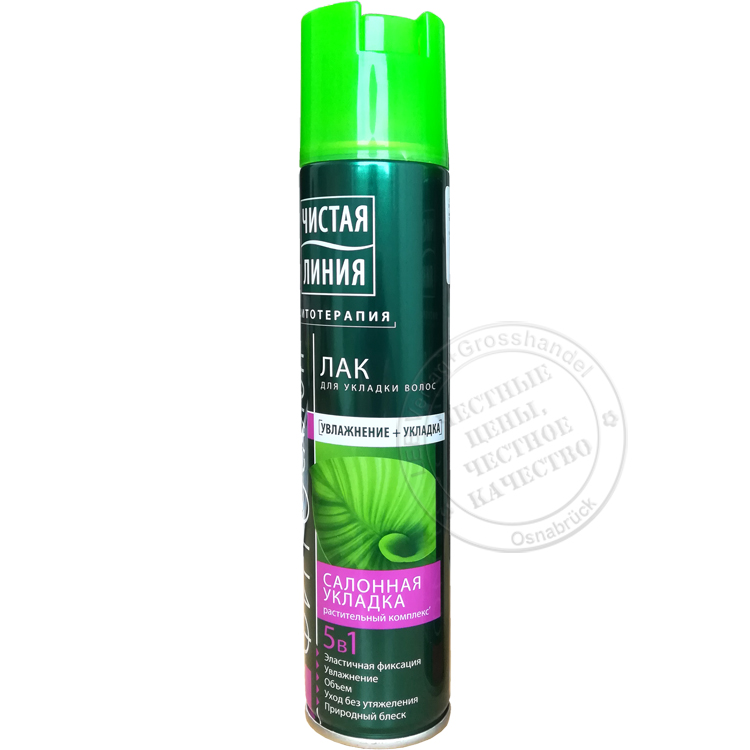 ЧИСТАЯ
ЛИНИЯ
ИТОТЕРАПИЯ
ЛАК
ДЛЯ УКЛАДКИ ВОЛОС
УВЛАЖНЕНИЕ + УКЛАДКА
САЛОННАЯ
УКЛАДКА
растительный комплекс*
5в1
Эластичная фиксация
Увлажнение
Объем
Уход без утяжеления
Природный блеск
Grosshandel
ЧЕСТНЫЕ
ЦЕНЫ,
ЧЕСТНОЕ
КАЧЕСТВО
Osnabrück